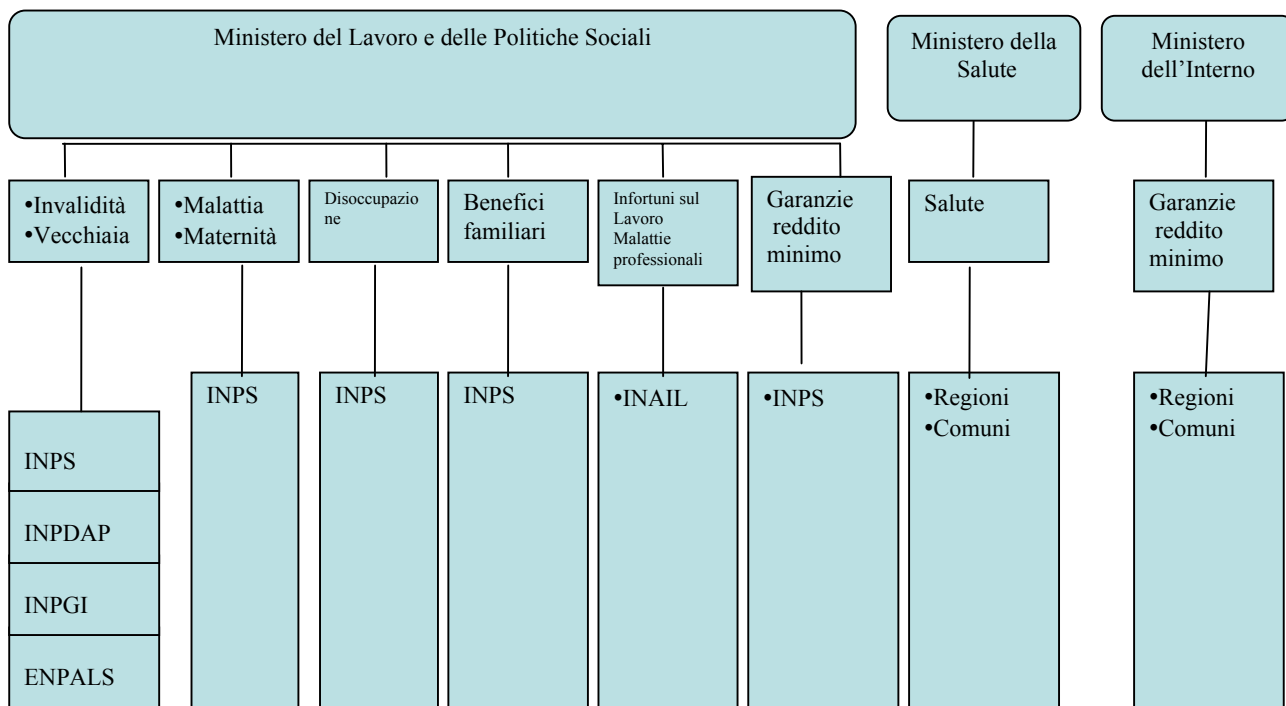 Ministero del Lavoro e delle Politiche Sociali
Ministero della
Salute
Ministero
dell’Interno
•Invalidità
•Vecchiaia
•Malattia
•Maternità
Disoccupazio
ne
Benefici
familiari
Infortuni sul
Lavoro
Malattie
professionali
Garanzie
reddito
minimo
Salute
Garanzie
reddito
minimo
INPS
INPDAP
INPGI
ENPALS
INPS
INPS
INPS
•INAIL
•INPS
•Regioni
•Comuni
•Regioni
•Comuni